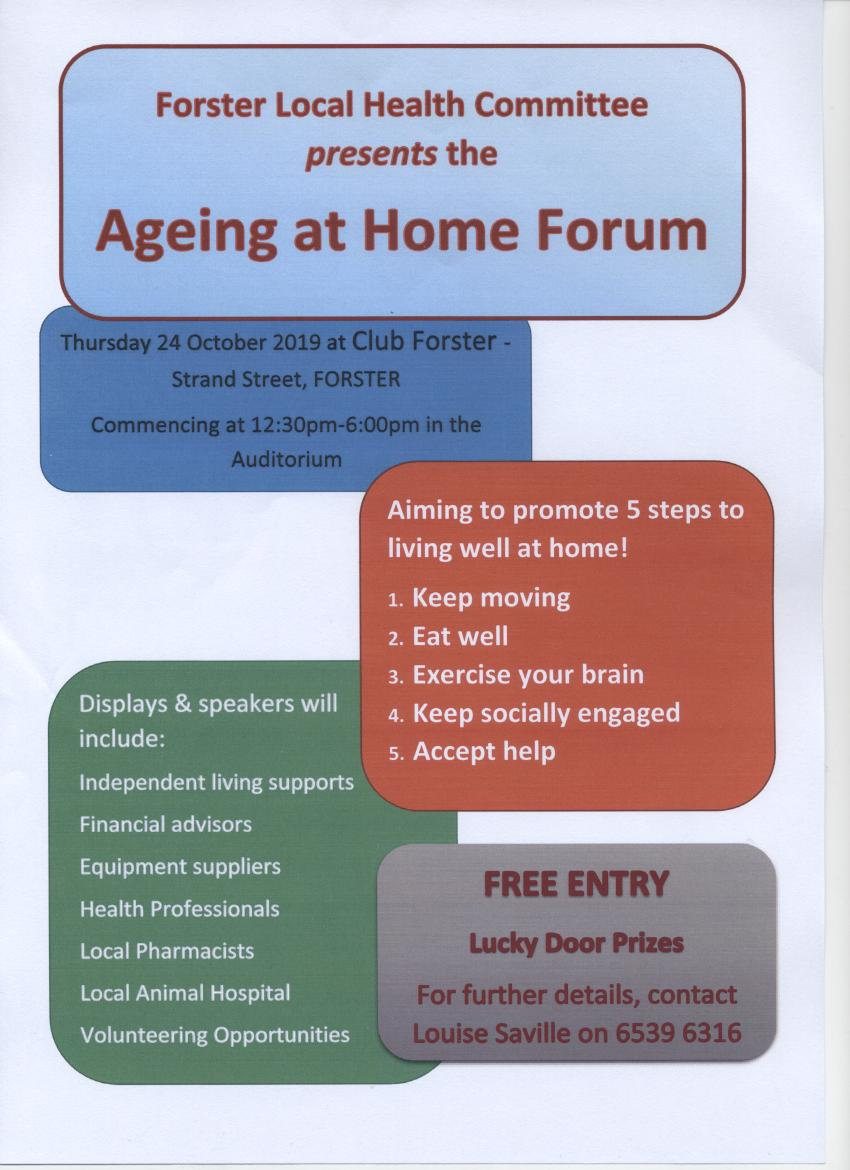 Forster Local Health Committee
presents the
Ageing at Home Forum
Thursday 24 October 2019 at Club Forster -
Strand Street, FORSTER
Commencing at 12:30pm-6:00pm in the
Auditorium
Aiming to promote 5 steps to
living well at home!
1. Keep moving
2. Eat well
3. Exercise your brain
4. Keep socially engaged
5. Accept help
Displays & speakers will
include:
Independent living supports
Financial advisors
Equipment suppliers
Health Professionals
Local Pharmacists
Local Animal Hospital
Volunteering Opportunities
FREE ENTRY
Lucky Door Prizes
For further details, contact
Louise Saville on 6539 6316